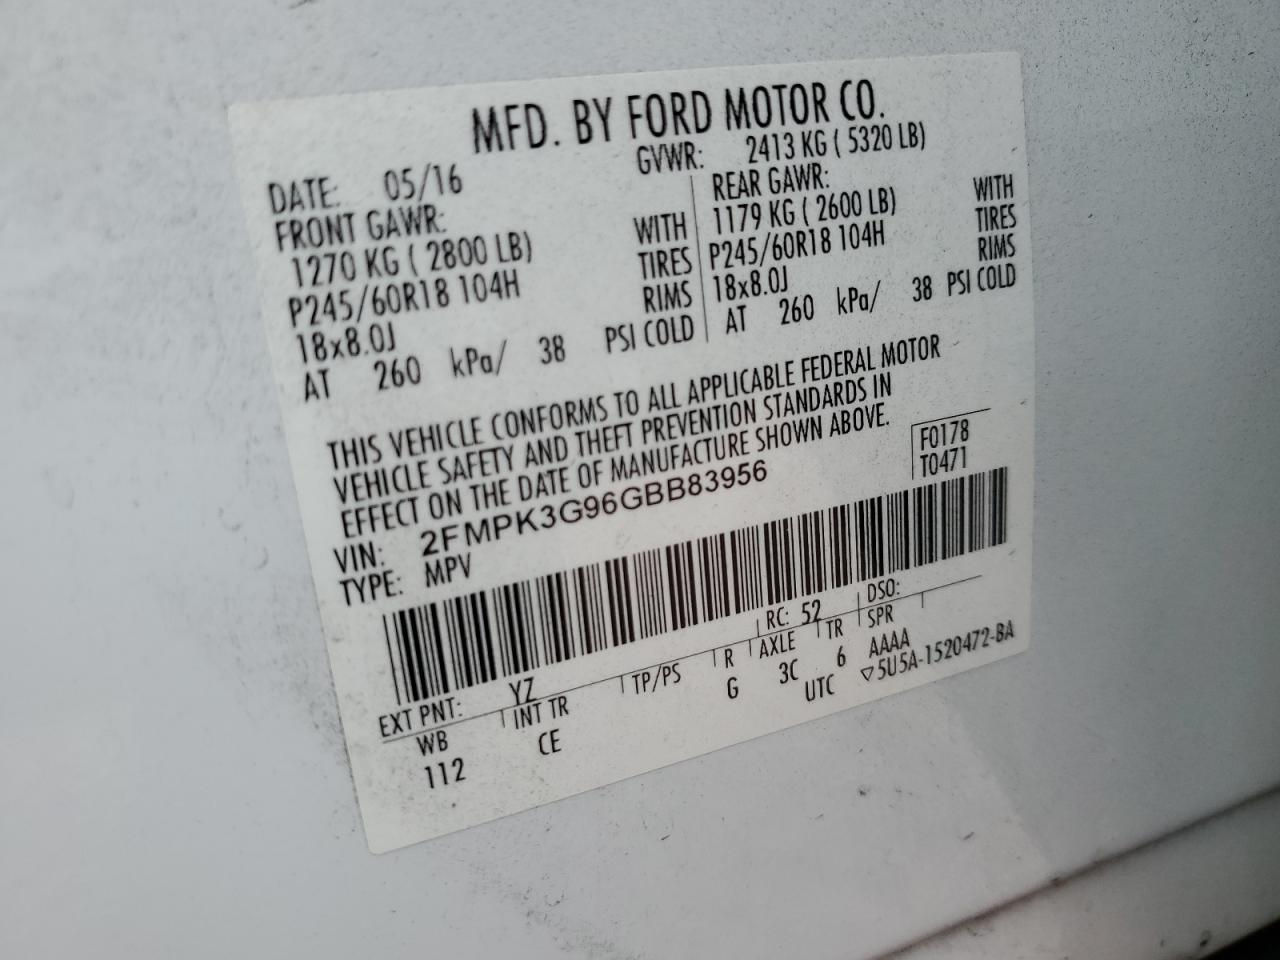 MFD. BY FORD MOTOR CO.
DATE: 05/16 GVWR: 2413 KG ( 5320 LB)
FRONT GAWR:
1270 KG ( 2800 LB) WITH
P245/60R18 104H TIRES
18x8.0J RIMS
AT 260 kPa/ 38 PSI COLD
REAR GAWR:
1179 KG ( 2600 LB) WITH
P245/60R18 104H TIRES
18x8.0J RIMS
AT 260 kPa/ 38 PSI COLD
THIS VEHICLE CONFORMS TO ALL APPLICABLE FEDERAL MOTOR
VEHICLE SAFETY AND THEFT PREVENTION STANDARDS IN
EFFECT ON THE DATE OF MANUFACTURE SHOWN ABOVE.
F0178
T0471
VIN: 2FMPK3G96GBB83956
TYPE: MPV
EXT PNT: YZ RC: 52 DSO:
WB INT TR TP/PS R AXLE TR SPR
112 CE G 3C 6 AAAA
UTC ▽5U5A-1520472-BA